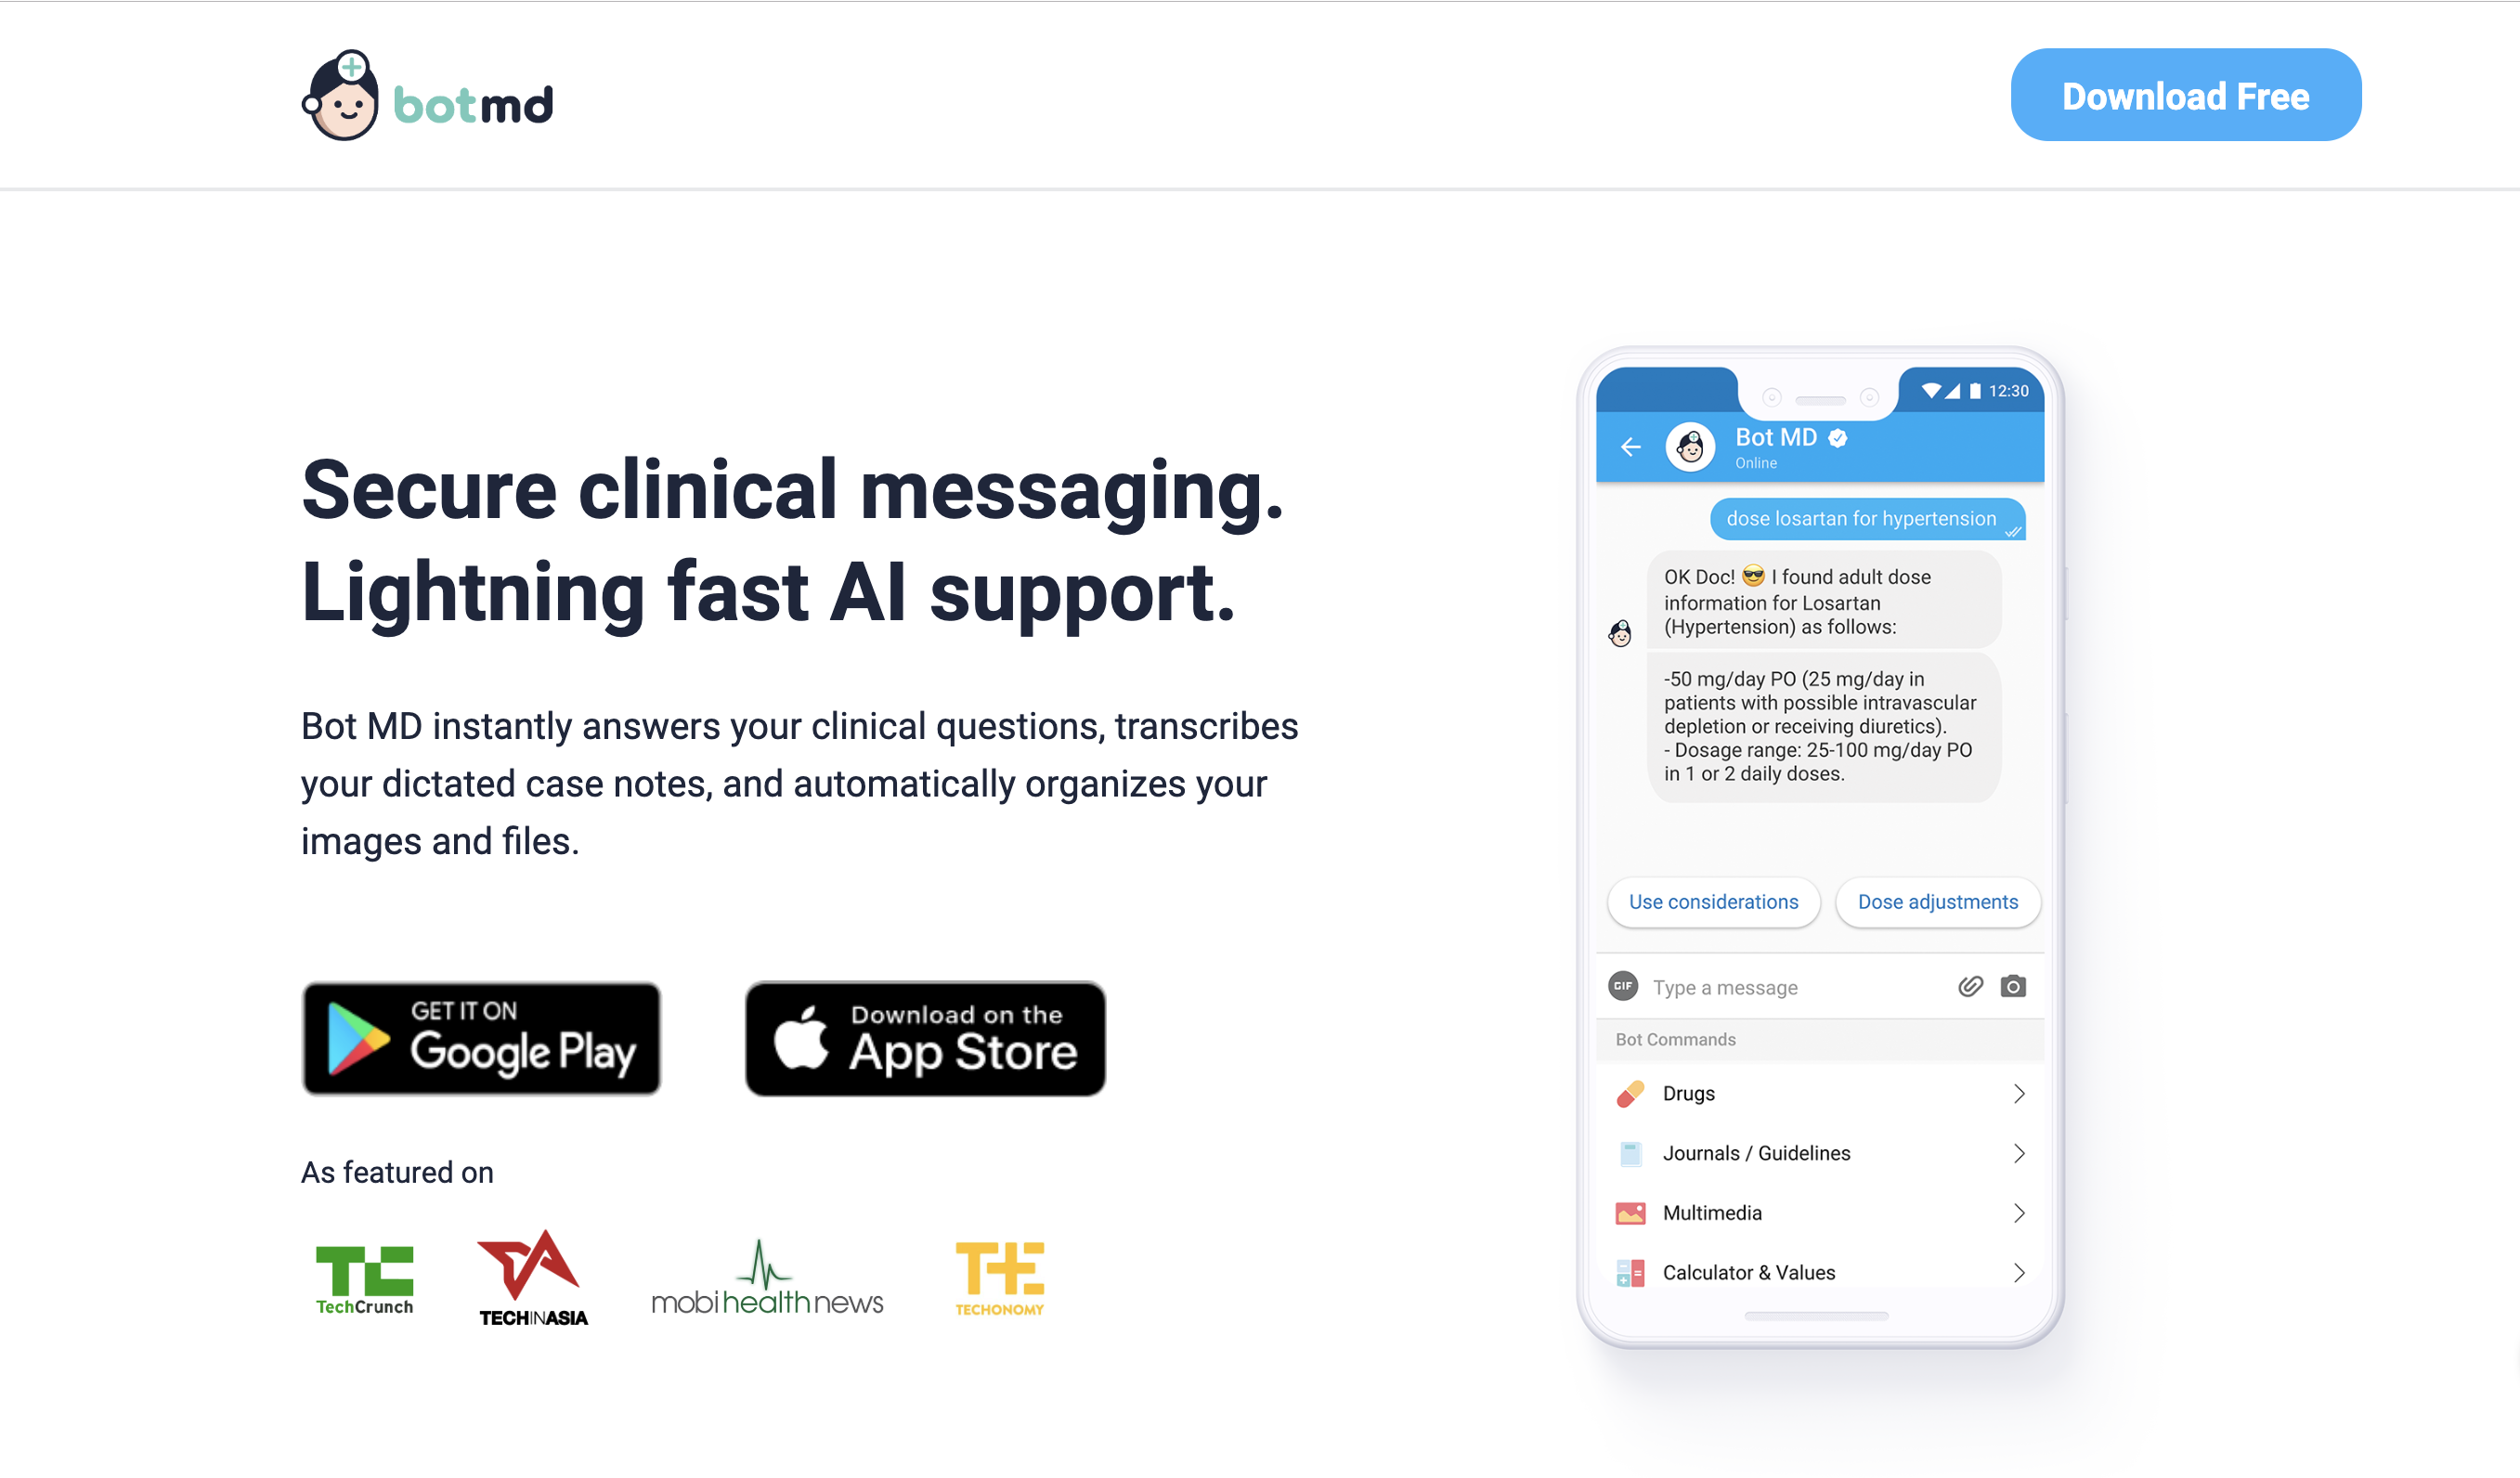 botmd
Download Free
Secure clinical messaging.
Lightning fast AI support.
Bot MD instantly answers your clinical questions, transcribes
your dictated case notes, and automatically organizes your
images and files.
GET IT ON
Google Play
Download on the
App Store
As featured on
TC
TechCrunch
TA
TECHINASIA
mobihealthnews
T+E
TECHONOMY
12:30
Bot MD
Online
dose losartan for hypertension
OK Doc! 😎 I found adult dose
information for Losartan
(Hypertension) as follows:
-50 mg/day PO (25 mg/day in
patients with possible intravascular
depletion or receiving diuretics).
- Dosage range: 25-100 mg/day PO
in 1 or 2 daily doses.
Use considerations
Dose adjustments
GIF
Type a message
Bot Commands
Drugs
Journals / Guidelines
Multimedia
Calculator & Values